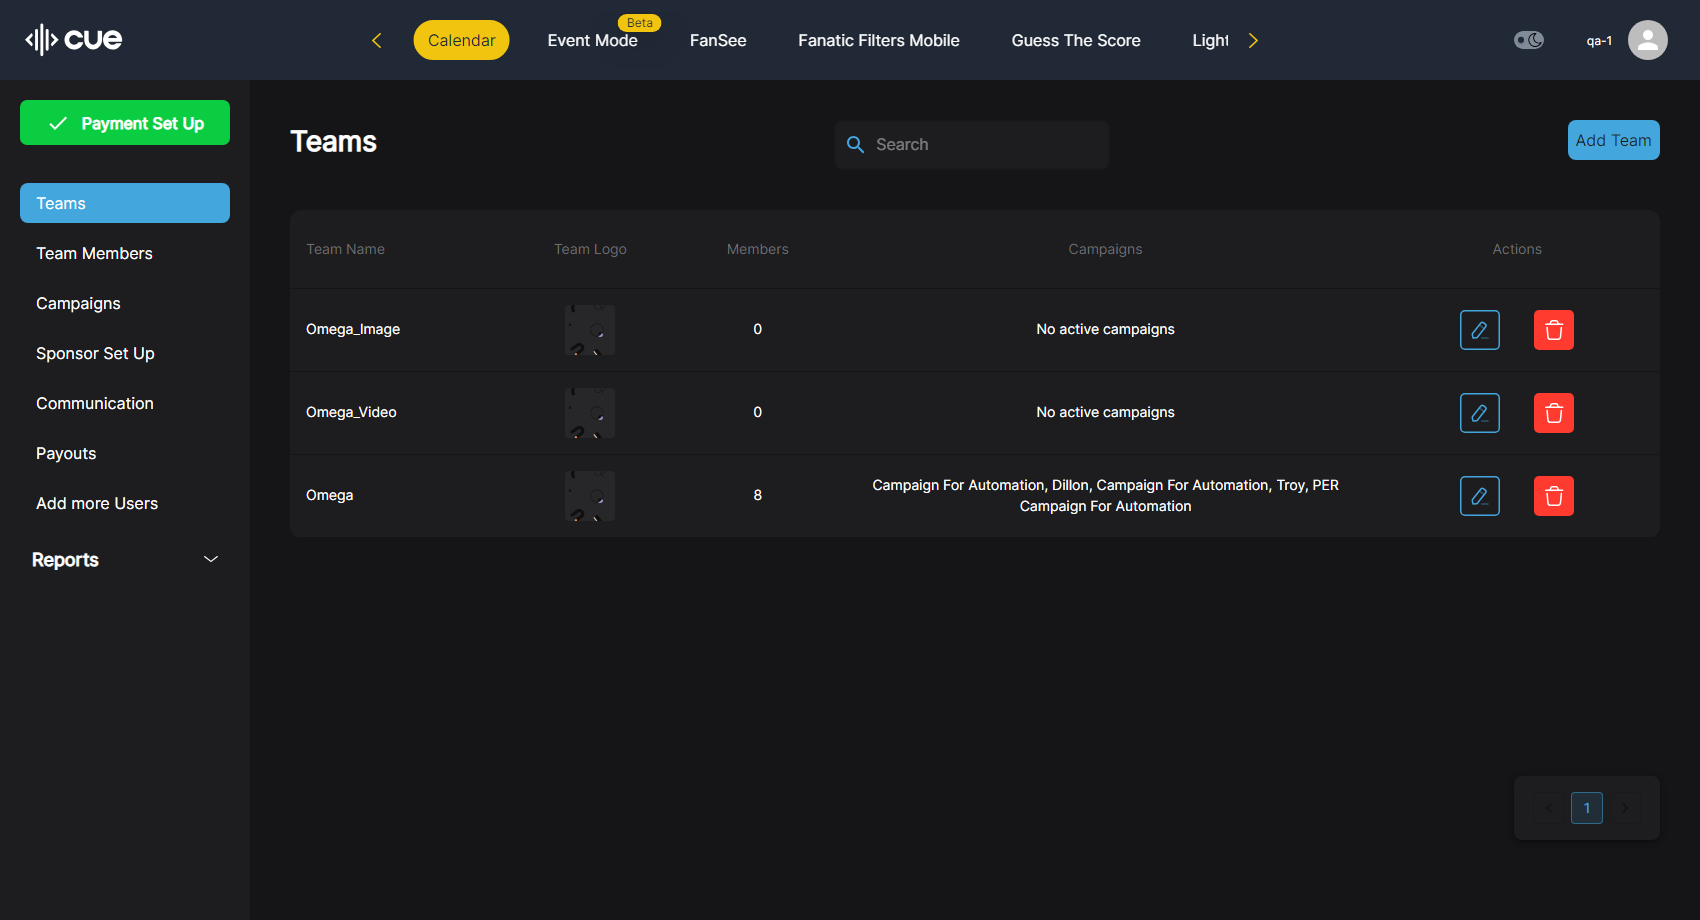 cue
Calendar
Event Mode
Beta
FanSee
Fanatic Filters Mobile
Guess The Score
Light
qa-1
Payment Set Up
Teams
Team Members
Campaigns
Sponsor Set Up
Communication
Payouts
Add more Users
Reports
Teams
Search
Add Team
Team Name Team Logo Members Campaigns Actions
Omega_Image 0 No active campaigns
Omega_Video 0 No active campaigns
Omega 8 Campaign For Automation, Dillon, Campaign For Automation, Troy, PER
Campaign For Automation
1